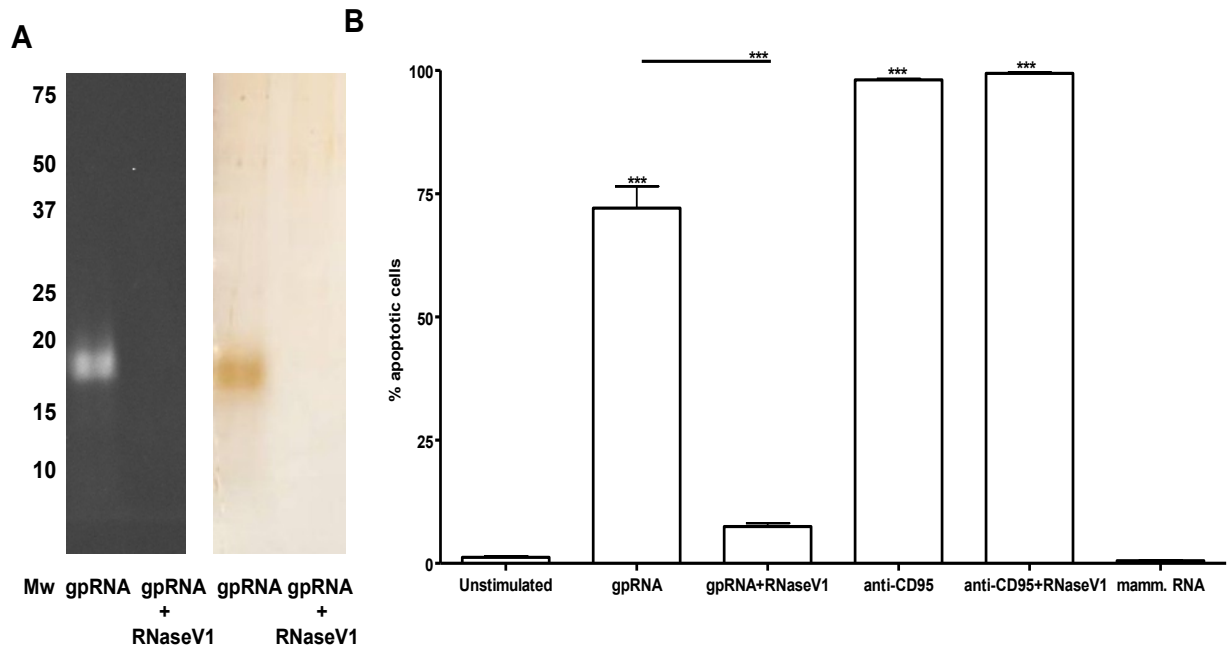 A
75
50
37
25
20
15
10
Mw gpRNA gpRNA gpRNA gpRNA
+ +
RNaseV1 RNaseV1
B
***
*** ***
***
100
75
50
25
0
% apoptotic cells
Unstimulated gpRNA gpRNA+RNaseV1 anti-CD95 anti-CD95+RNaseV1 mamm. RNA